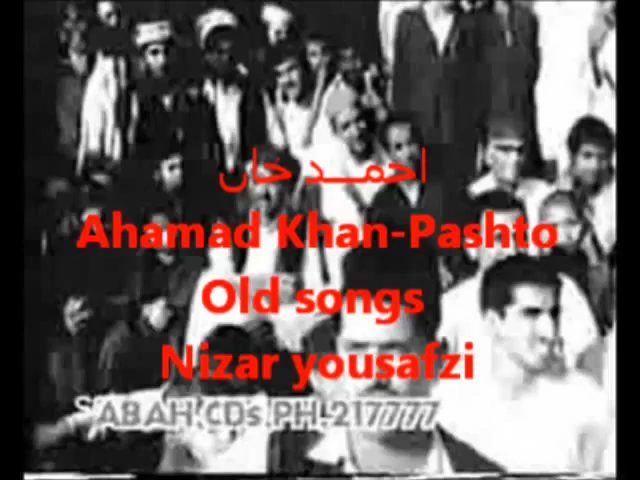 احمد خان
Ahamad Khan-Pashto
Old songs
Nizar yousafzi
SABAH CDs PH-217777